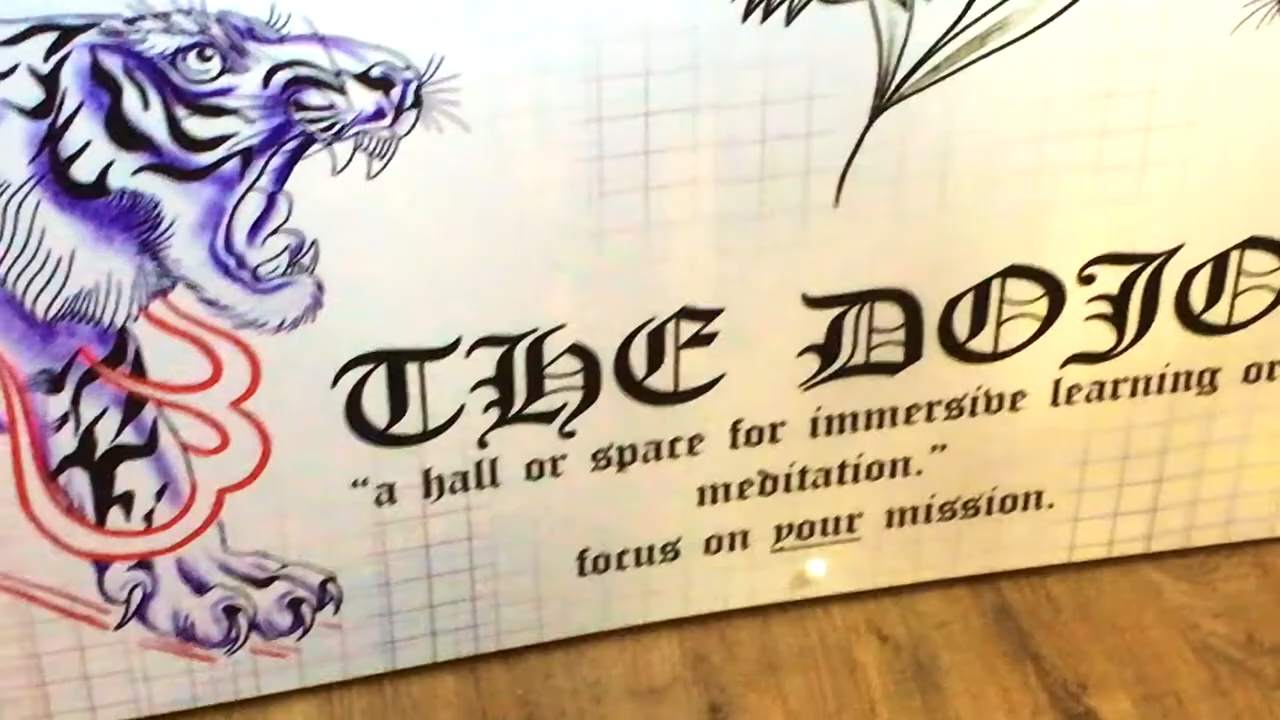 THE DOJO
“a hall or space for immersive learning or
meditation.”
focus on your mission.